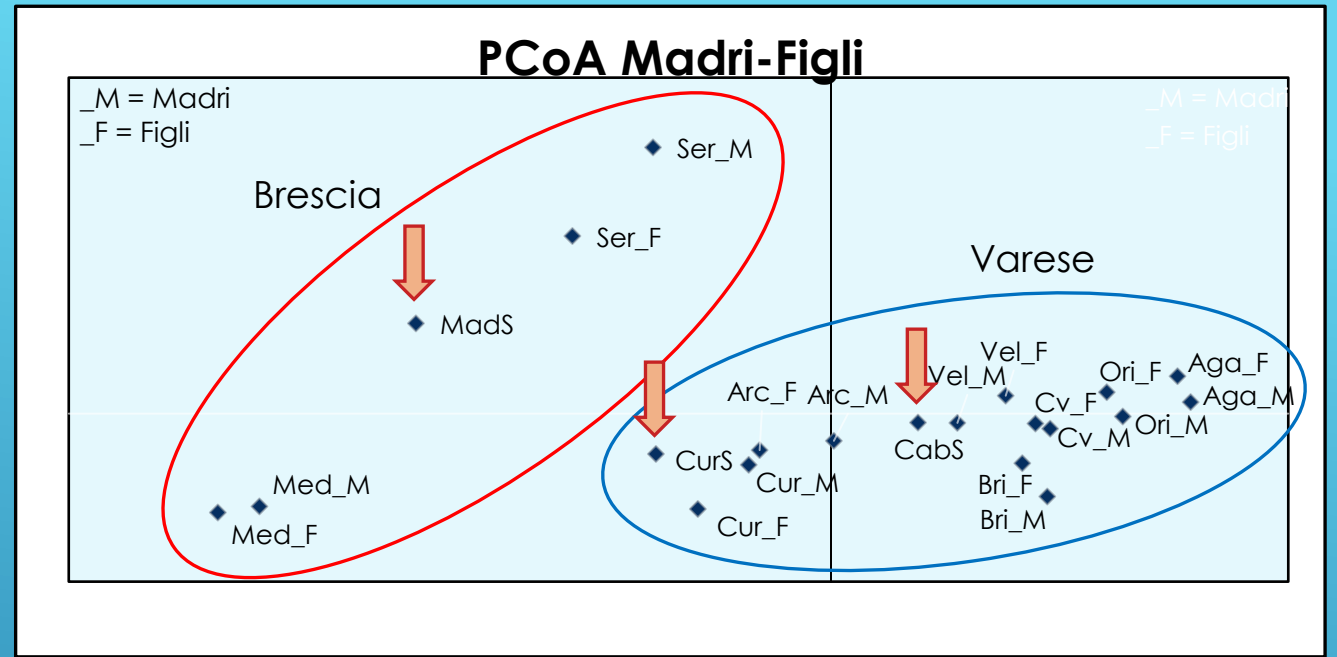 PCoA Madri-Figli
_M = Madri
_F = Figli
_M = Madri
_F = Figli
Ser_M
Brescia
Ser_F
Varese
MadS
Vel_F
Vel_M
Ori_F
Aga_F
Arc_F
Arc_M
Aga_M
Cv_F
Ori_M
Cv_M
CabS
CurS
Cur_M
Med_M
Bri_F
Bri_M
Cur_F
Med_F